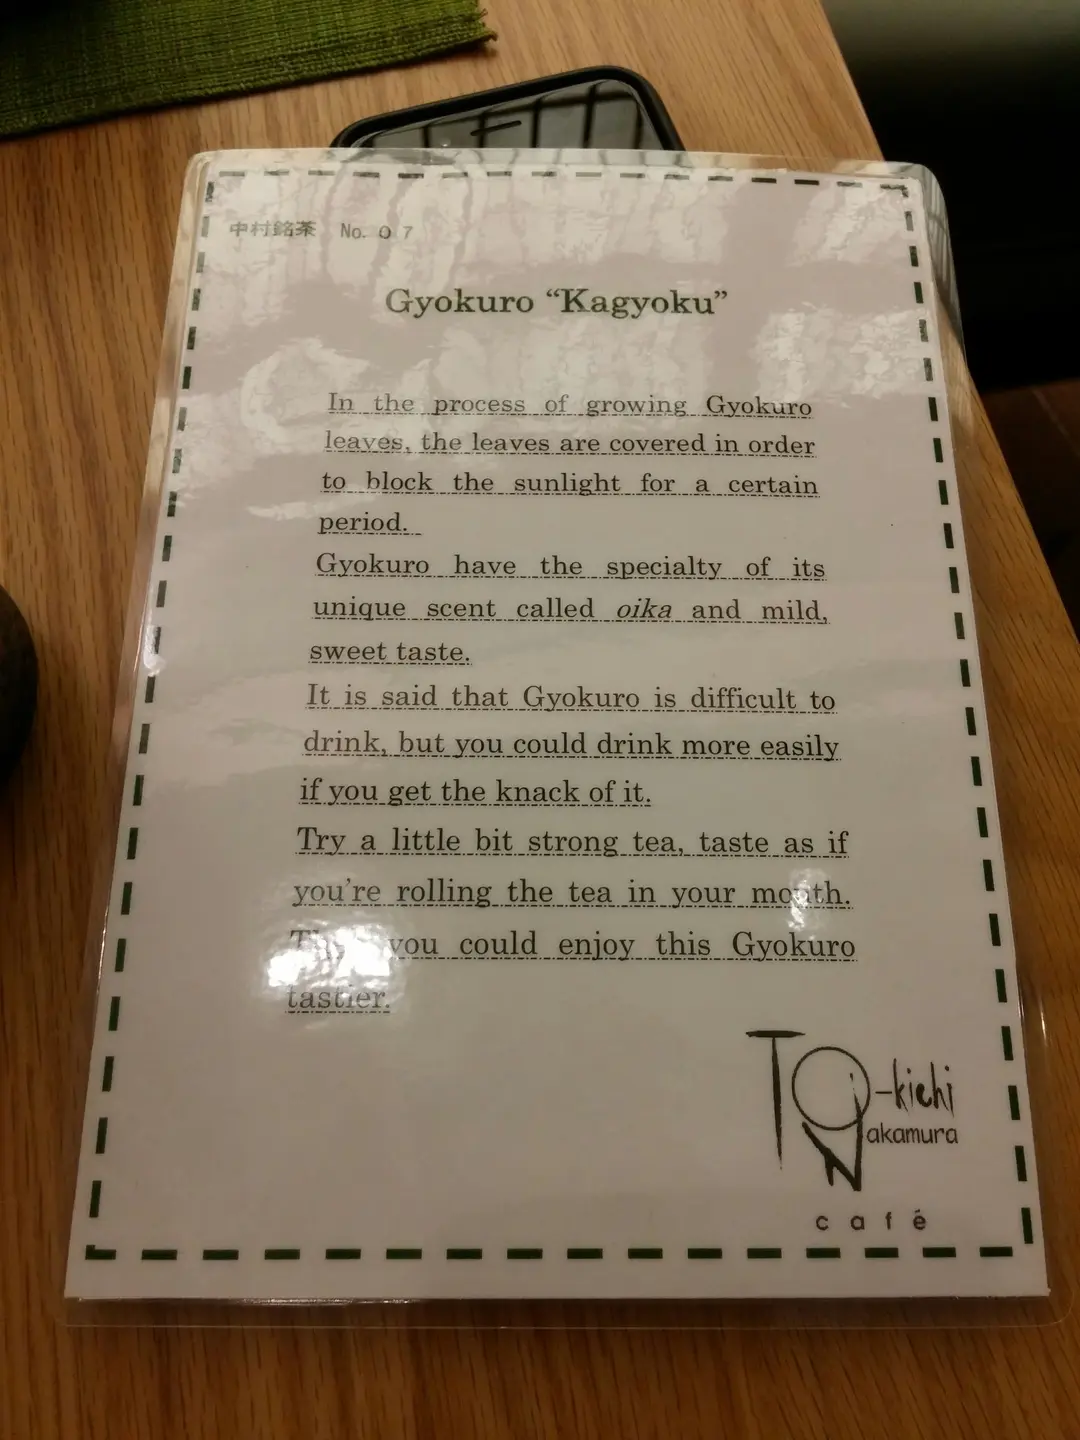 中村銘茶 No. 07
Gyokuro “Kagyoku”
In the process of growing Gyokuro
leaves, the leaves are covered in order
to block the sunlight for a certain
period.
Gyokuro have the specialty of its
unique scent called oika and mild,
sweet taste.
It is said that Gyokuro is difficult to
drink, but you could drink more easily
if you get the knack of it.
Try a little bit strong tea, taste as if
you’re rolling the tea in your mouth.
you could enjoy this Gyokuro
tastier.
TO-kichi
Nakamura
café